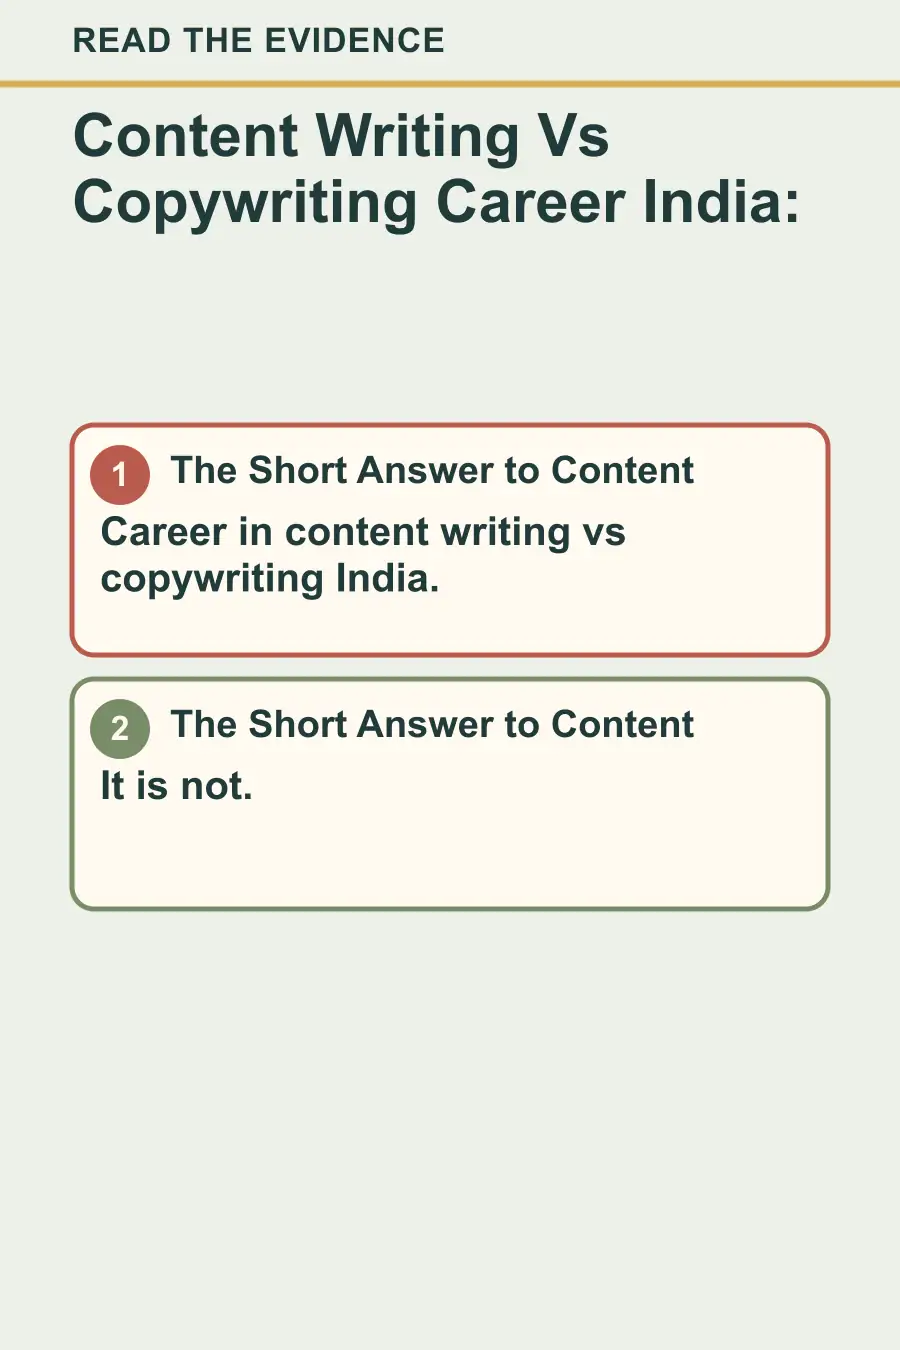 READ THE EVIDENCE
Content Writing Vs
Copywriting Career India:
1 The Short Answer to Content
Career in content writing vs
copywriting India.
2 The Short Answer to Content
It is not.